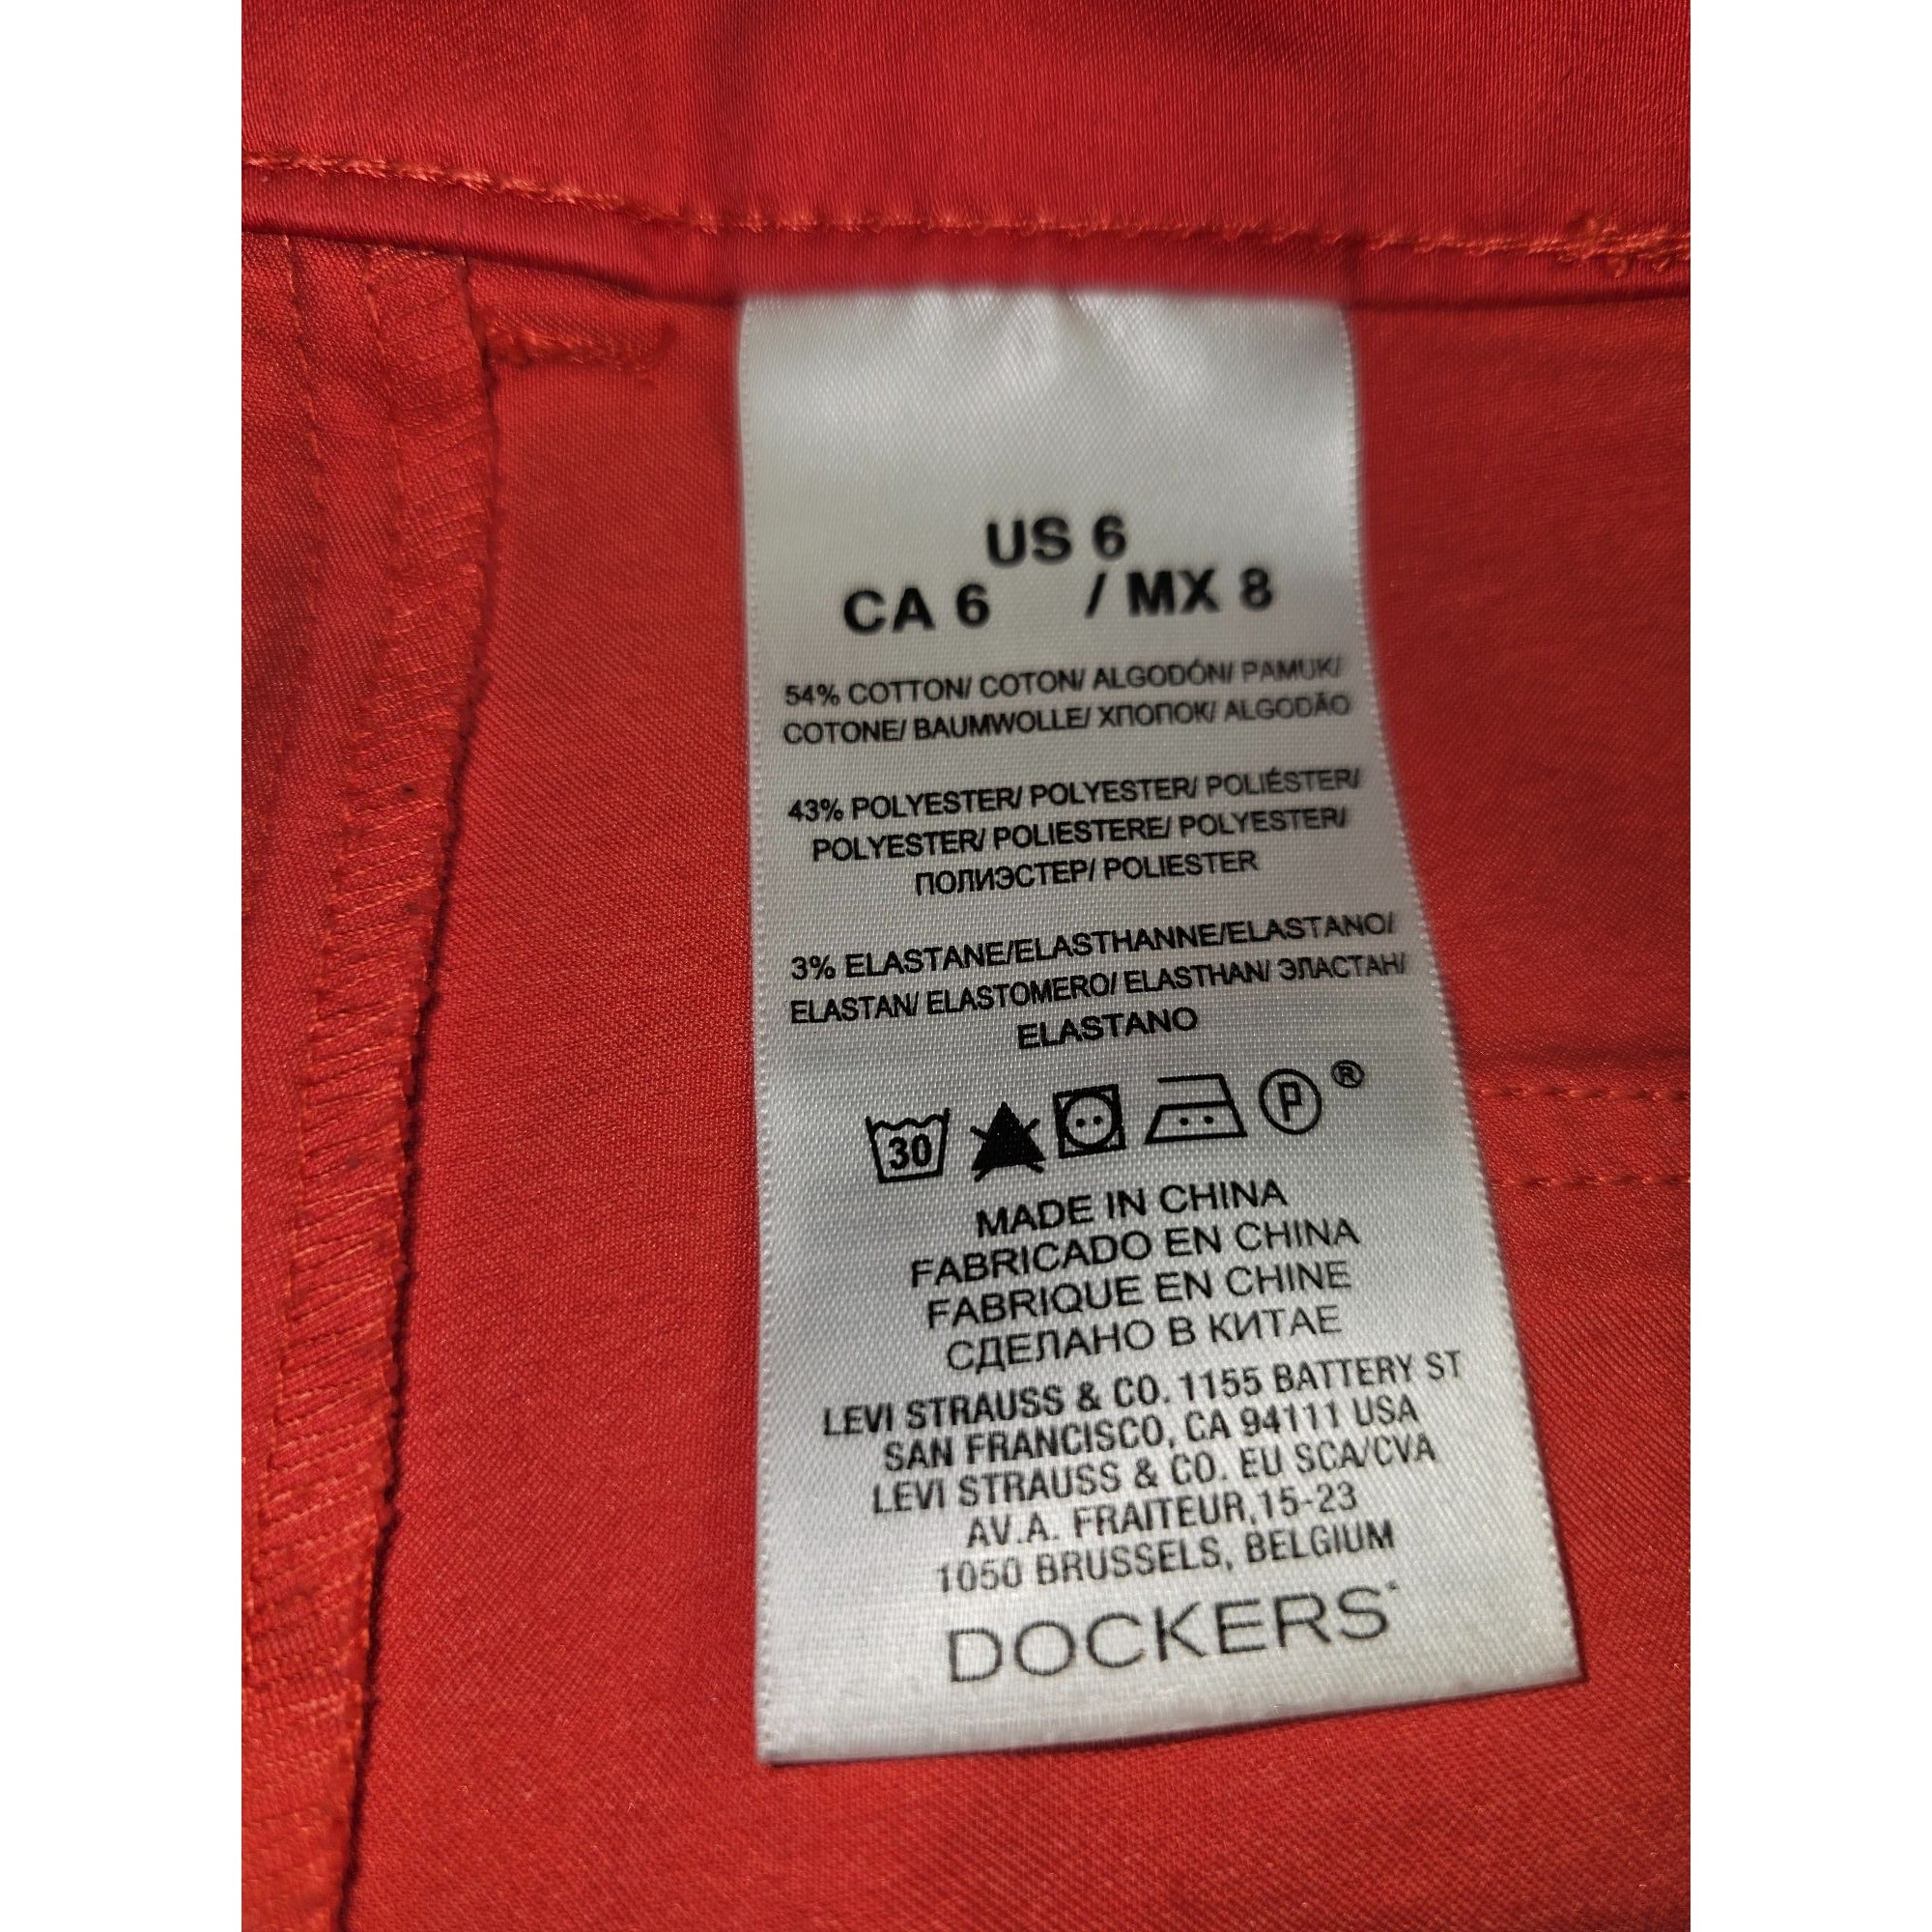 US 6
CA 6 / MX 8
54% COTTON/ COTON/ ALGODÓN/ PAMUK/
COTONE/ BAUMWOLLE/ ХПОПОК/ ALGODÃO
43% POLYESTER/ POLYESTER/ POLIÉSTER/
POLYESTER/ POLIESTERE/ POLYESTER/
ПОЛИЭСТЕР/ POLIESTER
3% ELASTANE/ELASTHANNE/ELASTANO/
ELASTAN/ ELASTOMERO/ ELASTHAN/ ЭЛАСТАН/
ELASTANO
30 P ®
MADE IN CHINA
FABRICADO EN CHINA
FABRIQUE EN CHINE
СДЕЛАНО В КИТАЕ
LEVI STRAUSS & CO. 1155 BATTERY ST
SAN FRANCISCO, CA 94111 USA
LEVI STRAUSS & CO. EU SCA/CVA
AV.A. FRAITEUR,15-23
1050 BRUSSELS, BELGIUM
DOCKERS